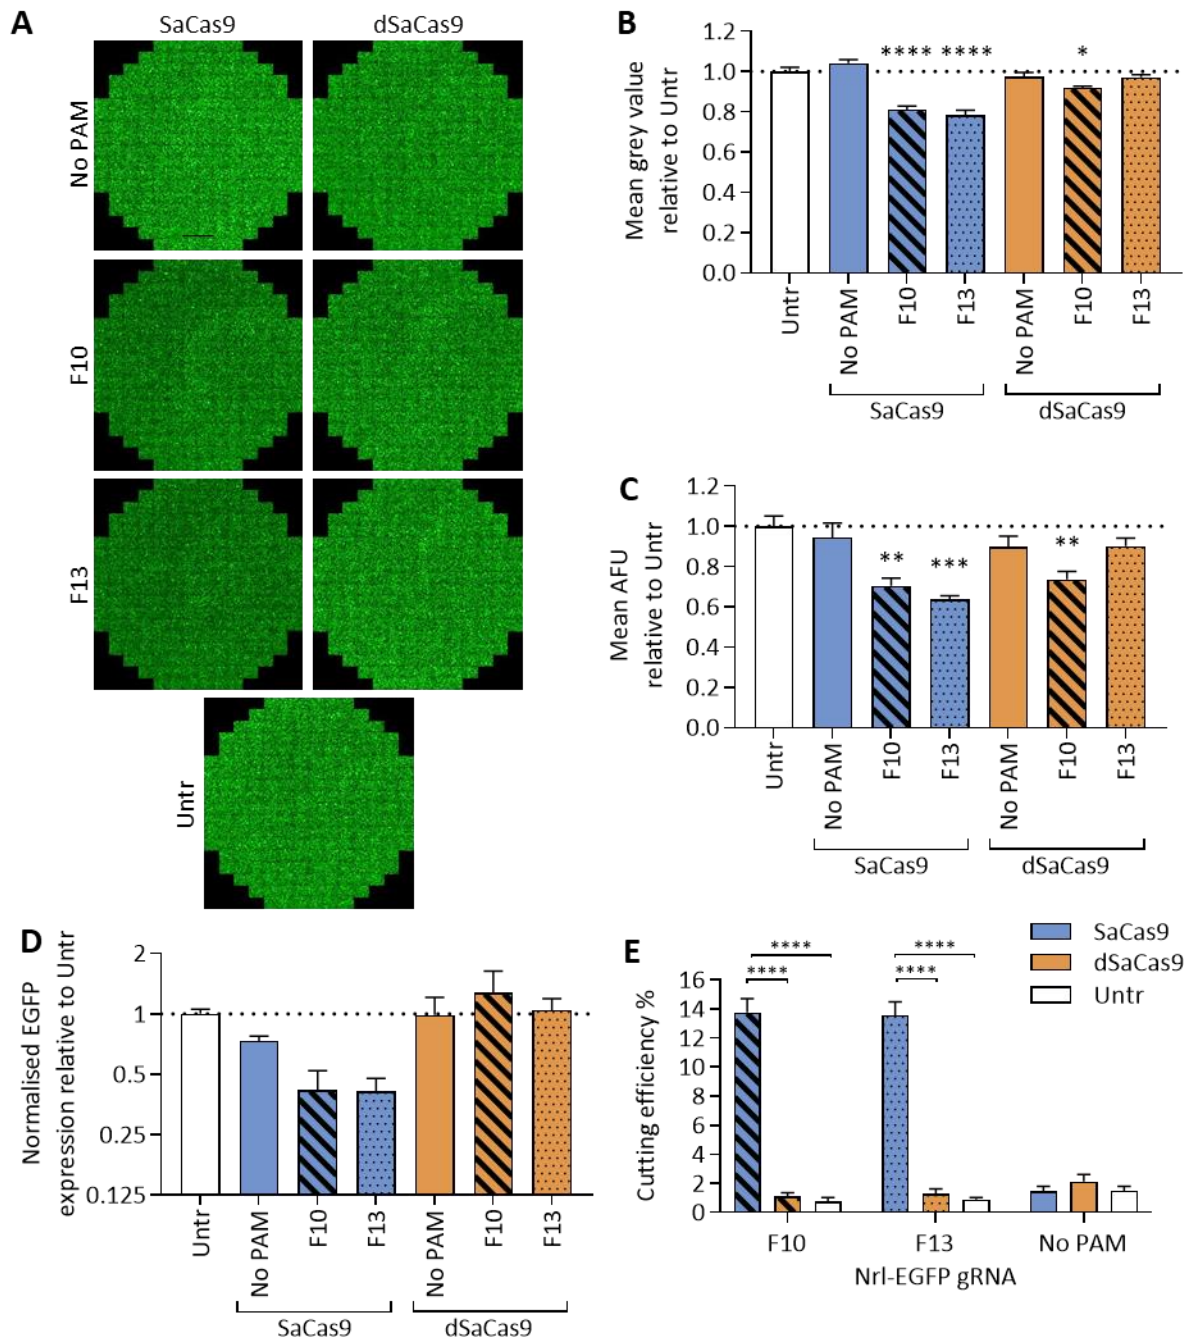 A
SaCas9
dSaCas9
No PAM
F10
F13
Untr
B
Mean grey value
relative to Untr
1.2
1.0
0.8
0.6
0.4
0.2
0.0
**** ****
*
Untr
No PAM
F10
F13
No PAM
F10
F13
SaCas9
dSaCas9
C
Mean AFU
relative to Untr
1.2
1.0
0.8
0.6
0.4
0.2
0.0
**
***
**
Untr
No PAM
F10
F13
No PAM
F10
F13
SaCas9
dSaCas9
D
Normalised EGFP
expression relative to Untr
2
1
0.5
0.25
0.125
Untr
No PAM
F10
F13
No PAM
F10
F13
SaCas9
dSaCas9
E
SaCas9
dSaCas9
Untr
Cutting efficiency %
16
14
12
10
8
6
4
2
0
****
****
****
****
F10
F13
No PAM
Nrl-EGFP gRNA